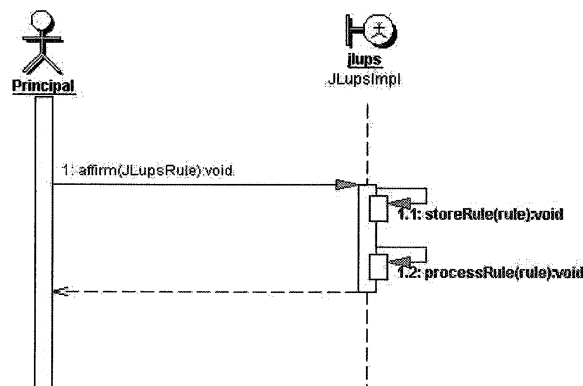 Principal
jlups
JLupsImpl
1: affirm(JLupsRule):void
1.1: storeRule(rule):void
1.2: processRule(rule):void